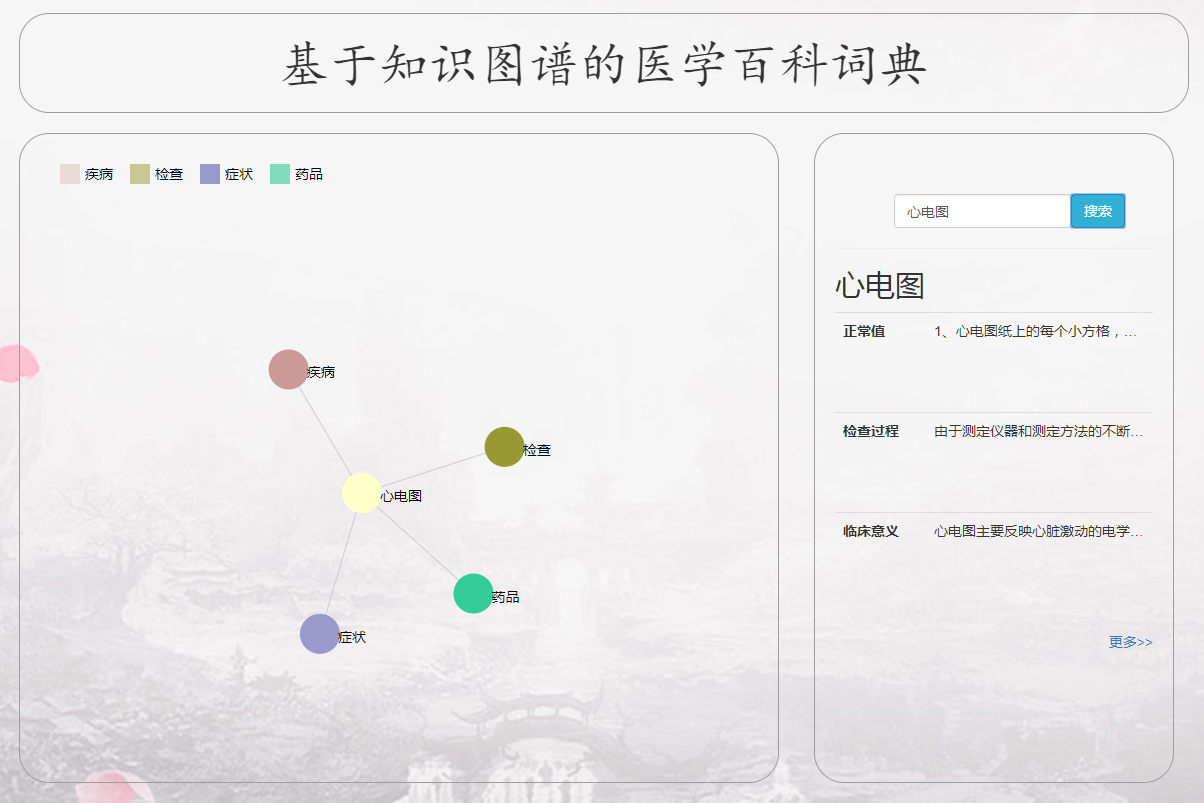 基于知识图谱的医学百科词典
疾病 检查 症状 药品
疾病
检查
心电图
药品
症状
心电图 搜索
心电图
正常值 1、心电图纸上的每个小方格，…
检查过程 由于测定仪器和测定方法的不断…
临床意义 心电图主要反映心脏激动的电学…
更多>>